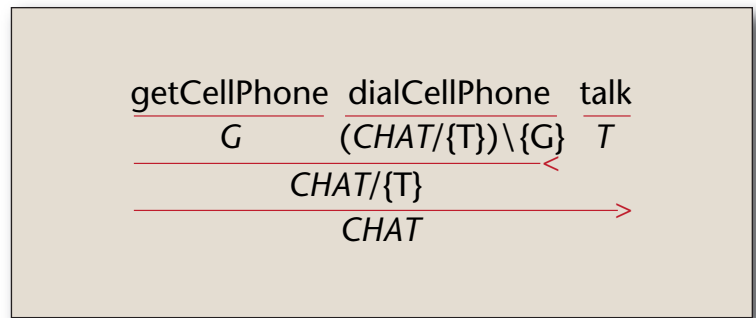 getCellPhone dialCellPhone talk
G (CHAT/{T})\{G} T
<
CHAT/{T}
>
CHAT